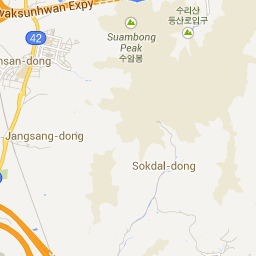 waksunhwan Expy
42
Suambong
Peak
수암봉
수리산
등산로입구
nsan-dong
Jangsang-dong
Sokdal-dong